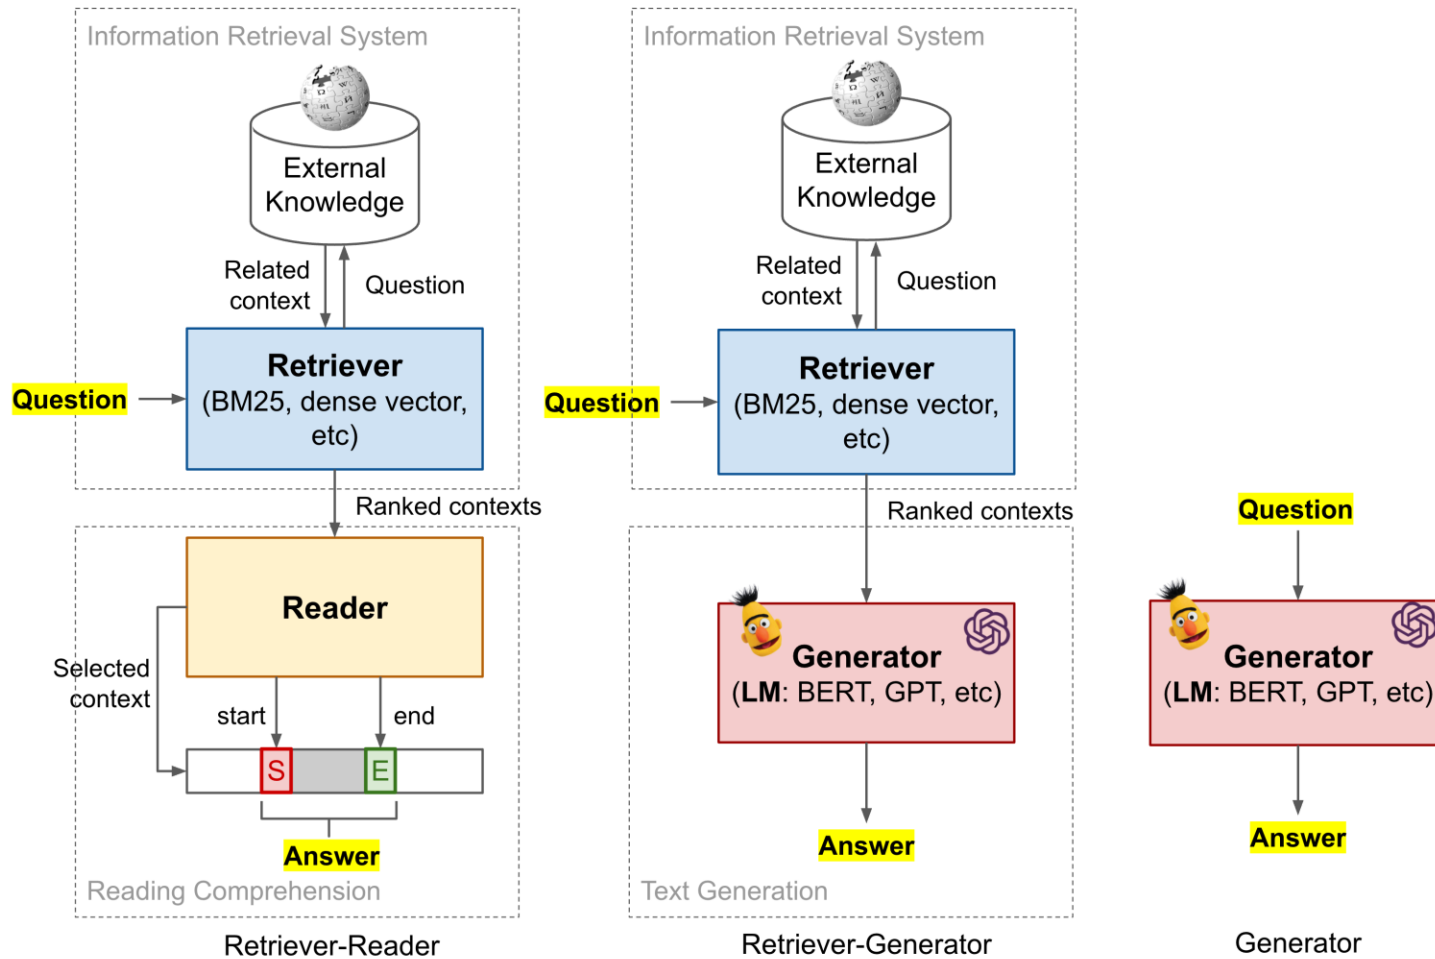 Information Retrieval System
External
Knowledge
Related
context
Question
Question
Retriever
(BM25, dense vector,
etc)
Ranked contexts
Reader
Selected
context
start
end
S
E
Answer
Reading Comprehension
Retriever-Reader
Information Retrieval System
External
Knowledge
Related
context
Question
Question
Retriever
(BM25, dense vector,
etc)
Ranked contexts
Generator
(LM: BERT, GPT, etc)
Answer
Text Generation
Retriever-Generator
Question
Generator
(LM: BERT, GPT, etc)
Answer
Generator